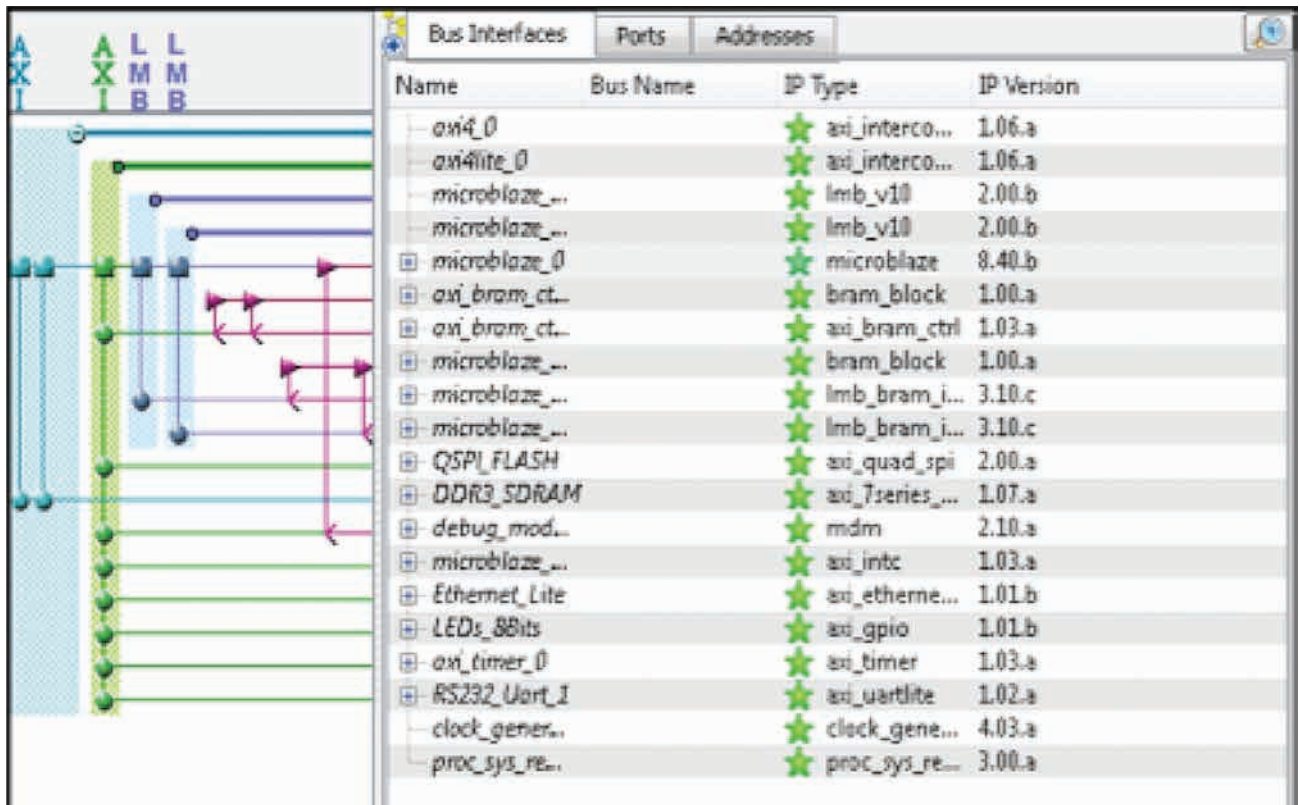 AXI AXI LMB LMB
Bus Interfaces Ports Addresses
Name Bus Name IP Type IP Version
axi4_0 axi_interco... 1.06.a
axi4lite_0 axi_interco... 1.06.a
microblaze_... lmb_v10 2.00.b
microblaze_... lmb_v10 2.00.b
microblaze_0 microblaze 8.40.b
axi_bram_ct... bram_block 1.00.a
axi_bram_ct... axi_bram_ctrl 1.03.a
microblaze_... bram_block 1.00.a
microblaze_... lmb_bram_i... 3.10.c
microblaze_... lmb_bram_i... 3.10.c
QSPI_FLASH axi_quad_spi 2.00.a
DDR3_SDRAM axi_7series_... 1.07.a
debug_mod... mdm 2.10.a
microblaze_... axi_intc 1.03.a
Ethernet_Lite axi_etherne... 1.01.b
LEDs_8Bits axi_gpio 1.01.b
axi_timer_0 axi_timer 1.03.a
RS232_Uart_1 axi_uartlite 1.02.a
clock_gener... clock_gene... 4.03.a
proc_sys_re... proc_sys_re... 3.00.a